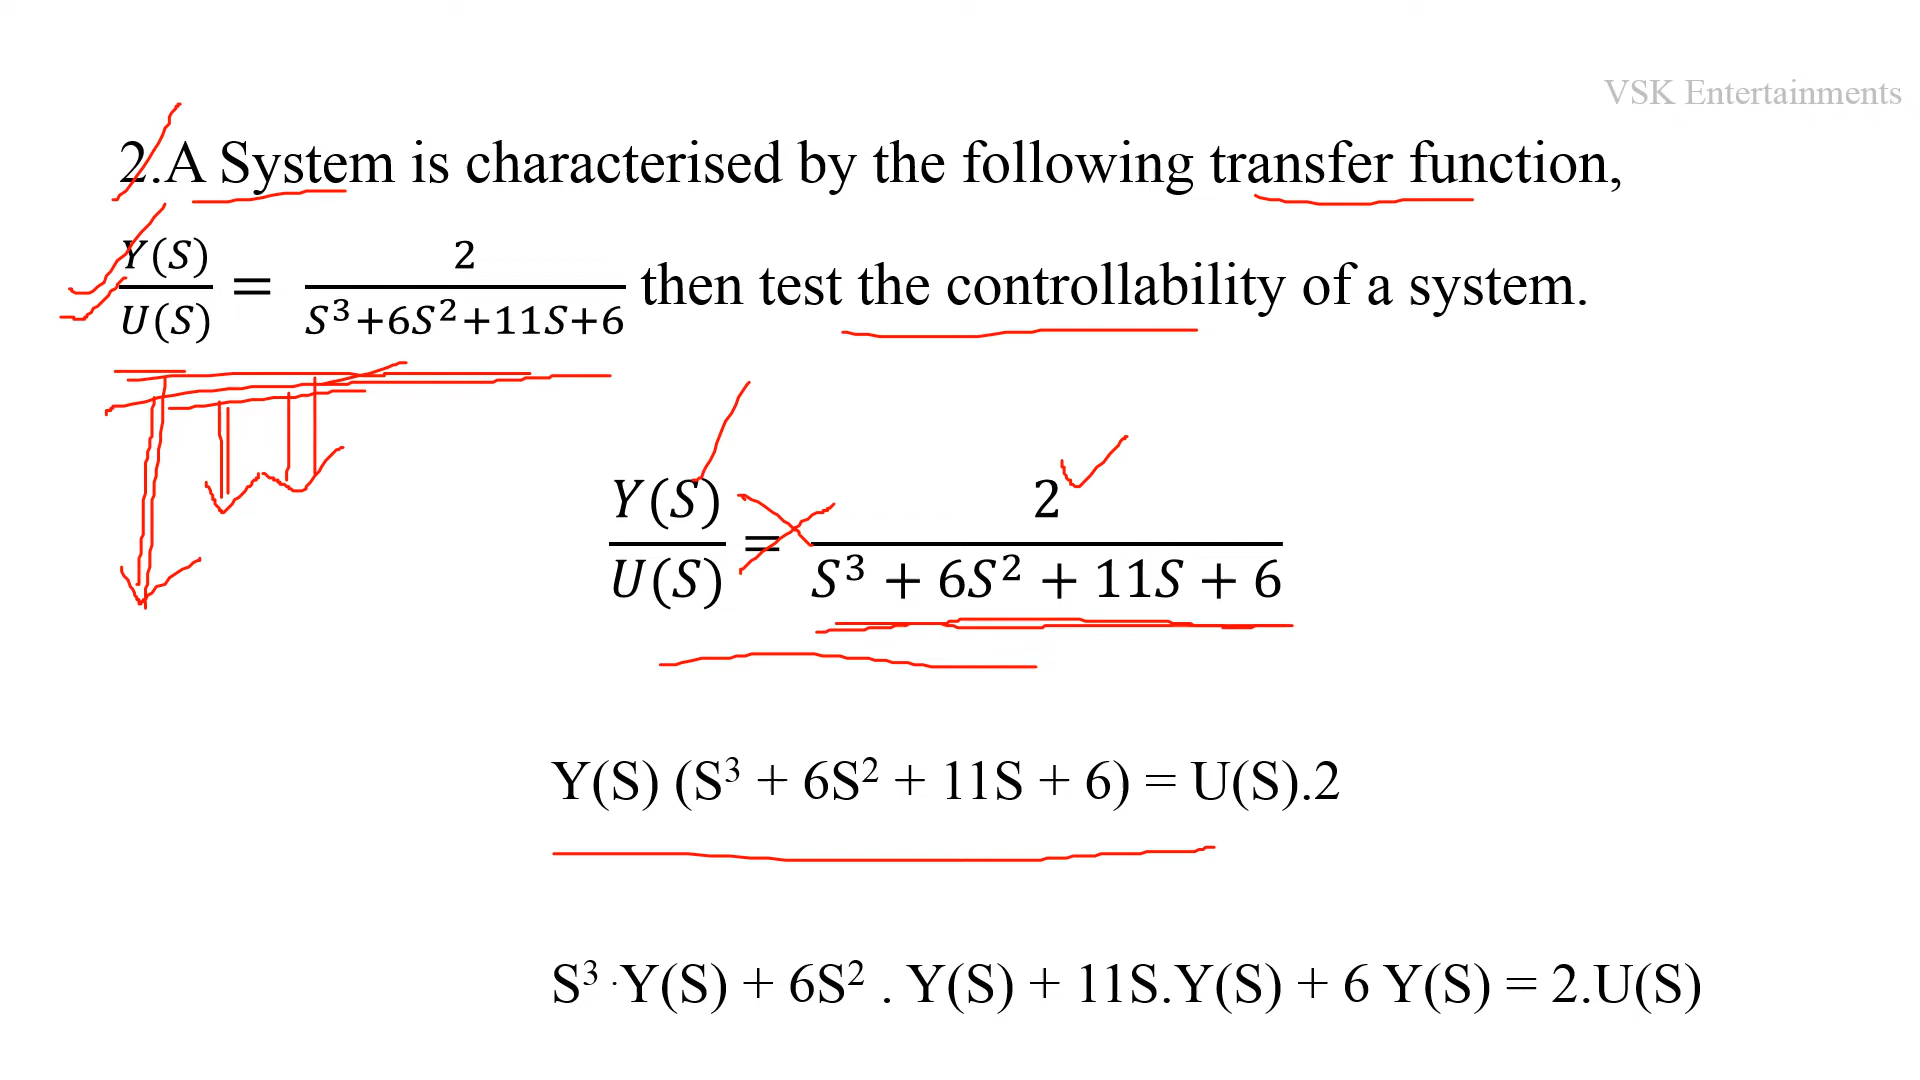 VSK Entertainments
2.A System is characterised by the following transfer function,
Y(S)/U(S) = 2/(S³+6S²+11S+6) then test the controllability of a system.
Y(S)/U(S) = 2/(S³ + 6S² + 11S + 6)
Y(S) (S³ + 6S² + 11S + 6) = U(S).2
S³ .Y(S) + 6S² . Y(S) + 11S.Y(S) + 6 Y(S) = 2.U(S)